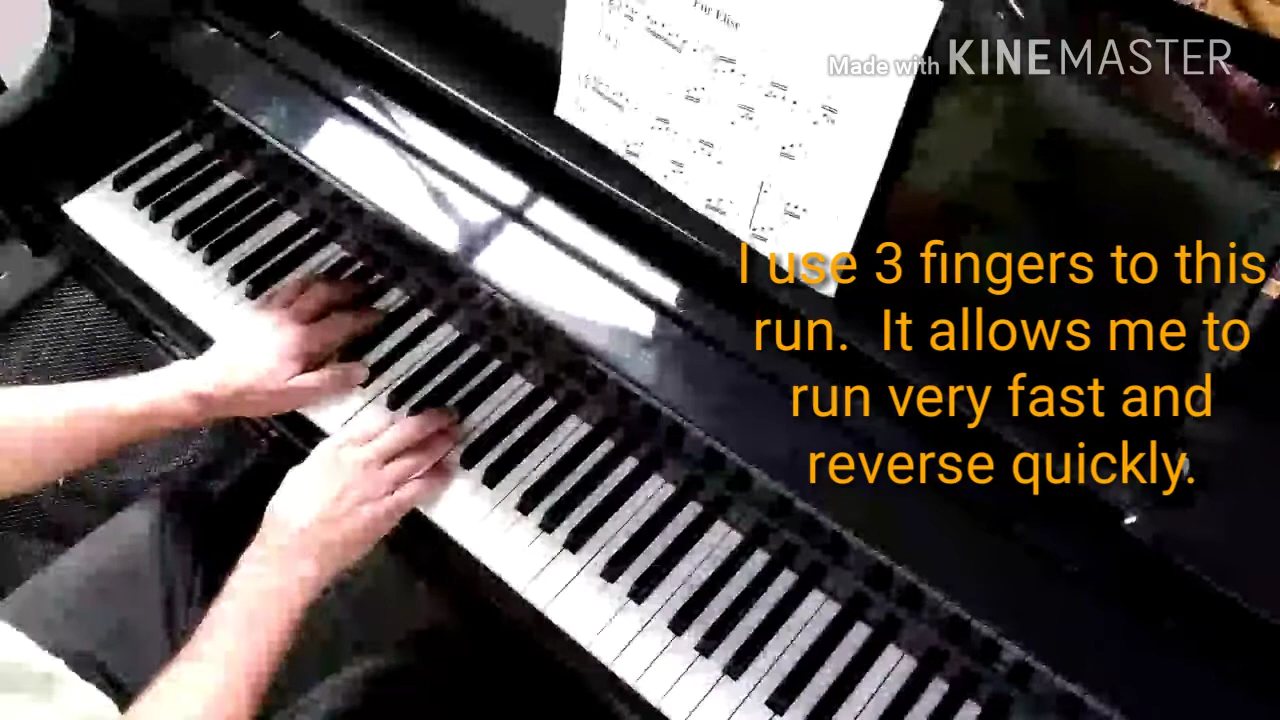 Für Elise
Made with KINEMASTER
I use 3 fingers to this
run. It allows me to
run very fast and
reverse quickly.